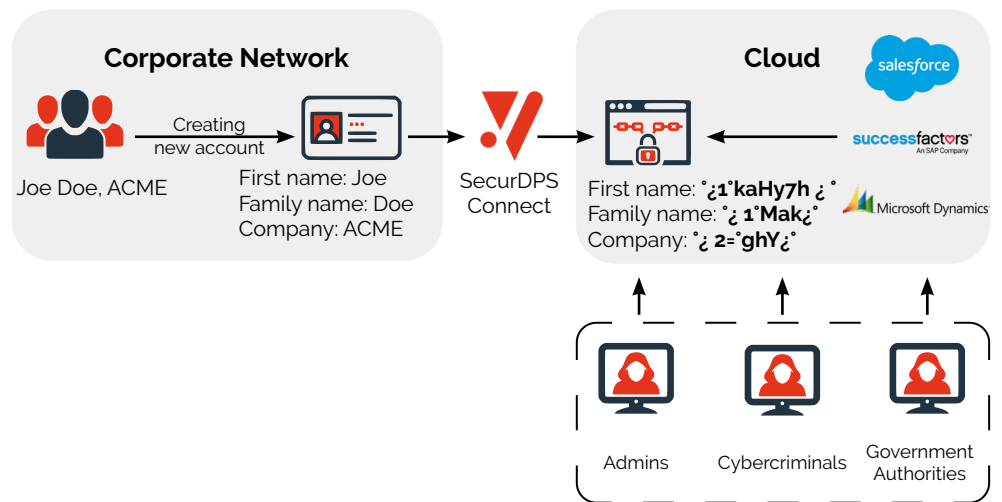 Corporate Network
Creating
new account
Joe Doe, ACME
First name: Joe
Family name: Doe
Company: ACME
SecurDPS
Connect
Cloud
salesforce
successfactors™
An SAP Company
Microsoft Dynamics
First name: °¿1°kaHy7h ¿ °
Family name: °¿ 1°Mak¿°
Company: °¿ 2=°ghY¿°
Admins
Cybercriminals
Government
Authorities